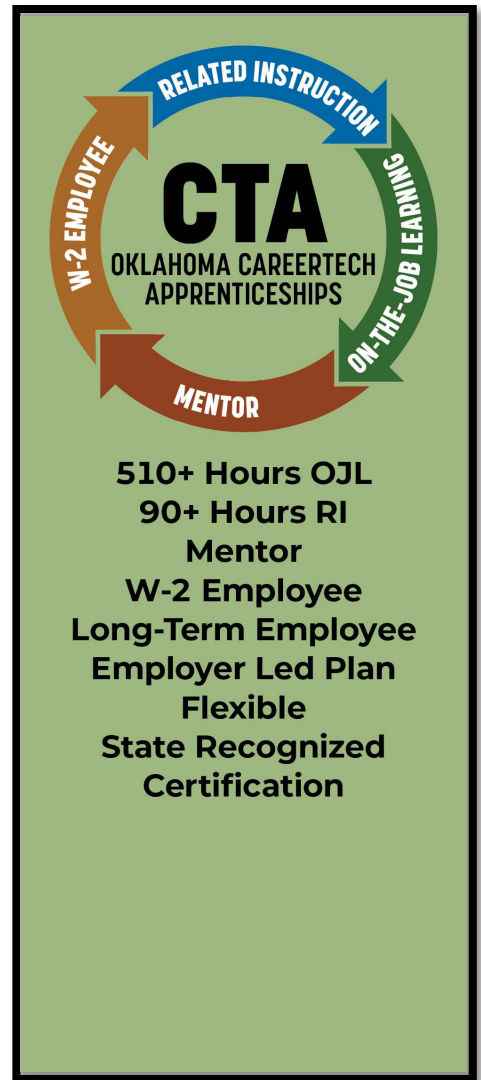 RELATED INSTRUCTION
ON-THE-JOB LEARNING
MENTOR
W-2 EMPLOYEE
CTA
OKLAHOMA CAREERTECH
APPRENTICESHIPS
510+ Hours OJL
90+ Hours RI
Mentor
W-2 Employee
Long-Term Employee
Employer Led Plan
Flexible
State Recognized
Certification